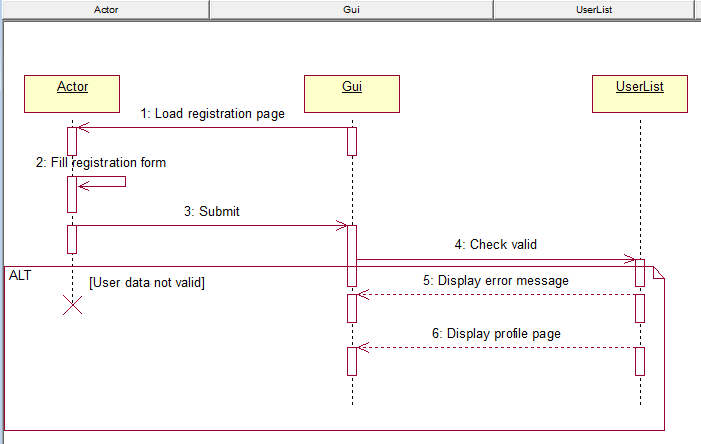 Actor
Gui
UserList
Actor
Gui
UserList
1: Load registration page
2: Fill registration form
3: Submit
4: Check valid
ALT
[User data not valid]
5: Display error message
6: Display profile page